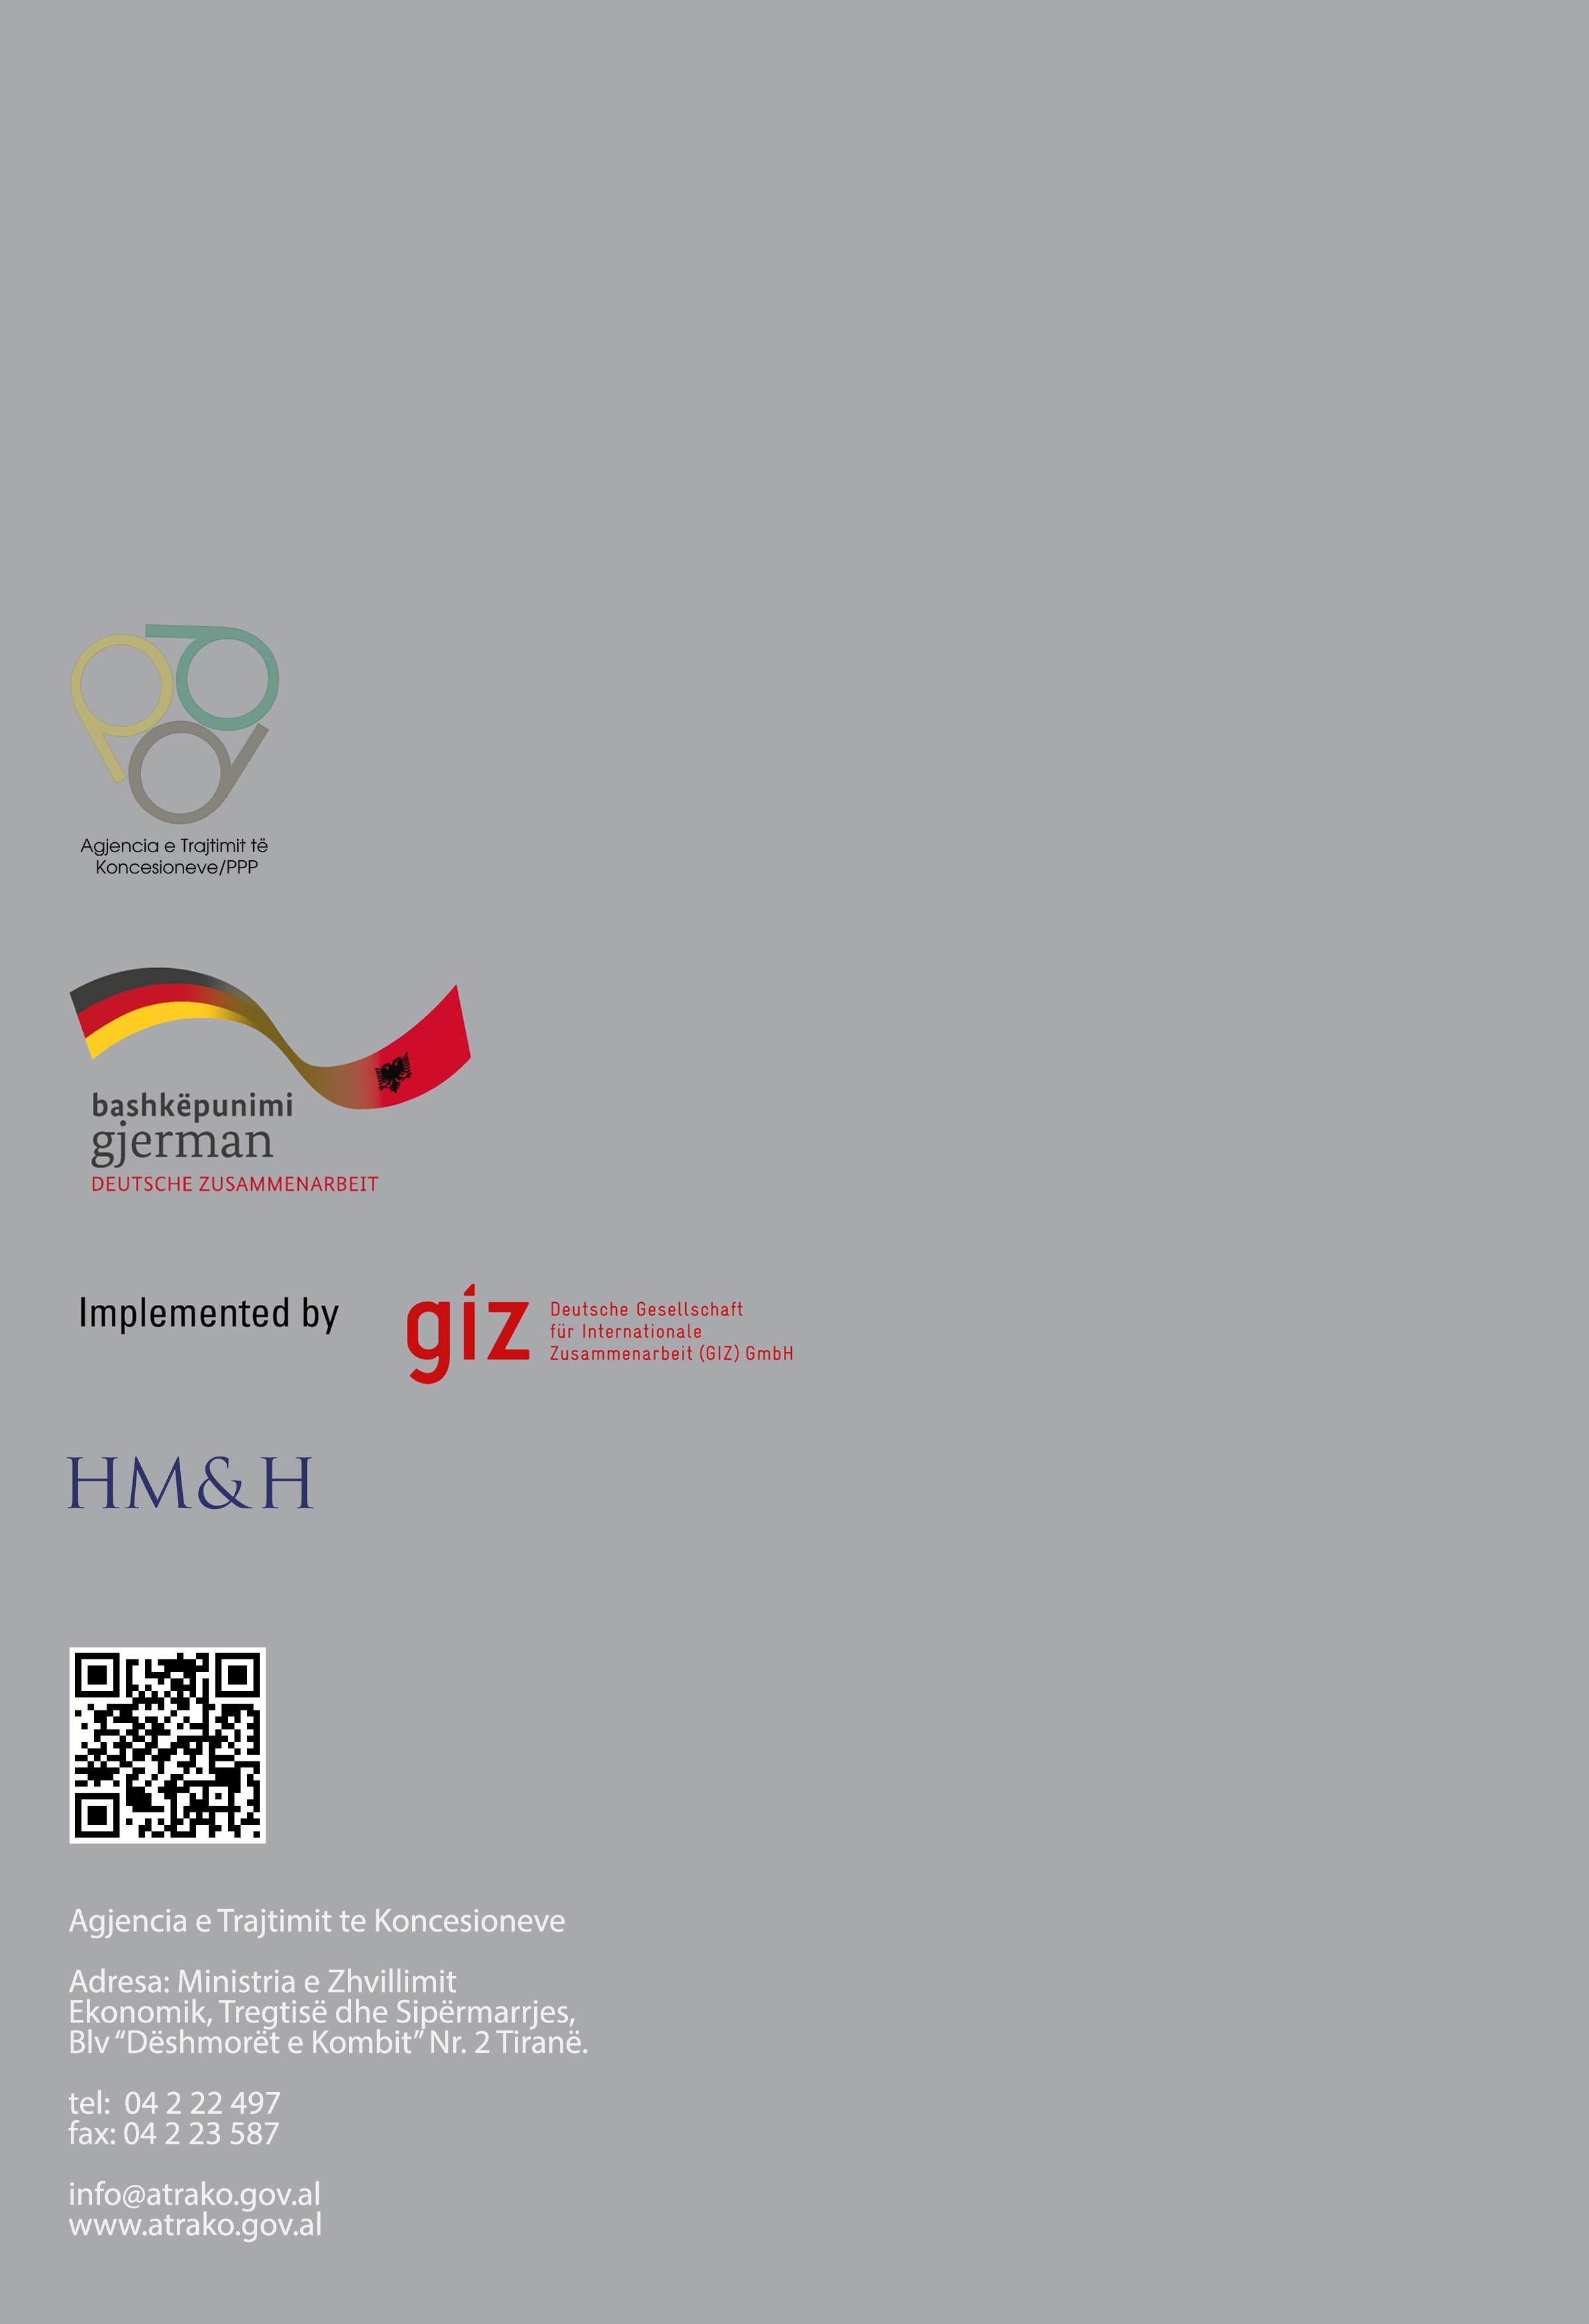 Agjencia e Trajtimit të
Koncesioneve/PPP
bashkëpunimi
gjerman
DEUTSCHE ZUSAMMENARBEIT
Implemented by
giz
Deutsche Gesellschaft
für Internationale
Zusammenarbeit (GIZ) GmbH
HM&H
Agjencia e Trajtimit te Koncesioneve
Adresa: Ministria e Zhvillimit
Ekonomik, Tregtisë dhe Sipërmarrjes,
Blv “Dëshmorët e Kombit” Nr. 2 Tiranë.
tel:  04 2 22 497
fax: 04 2 23 587
info@atrako.gov.al
www.atrako.gov.al